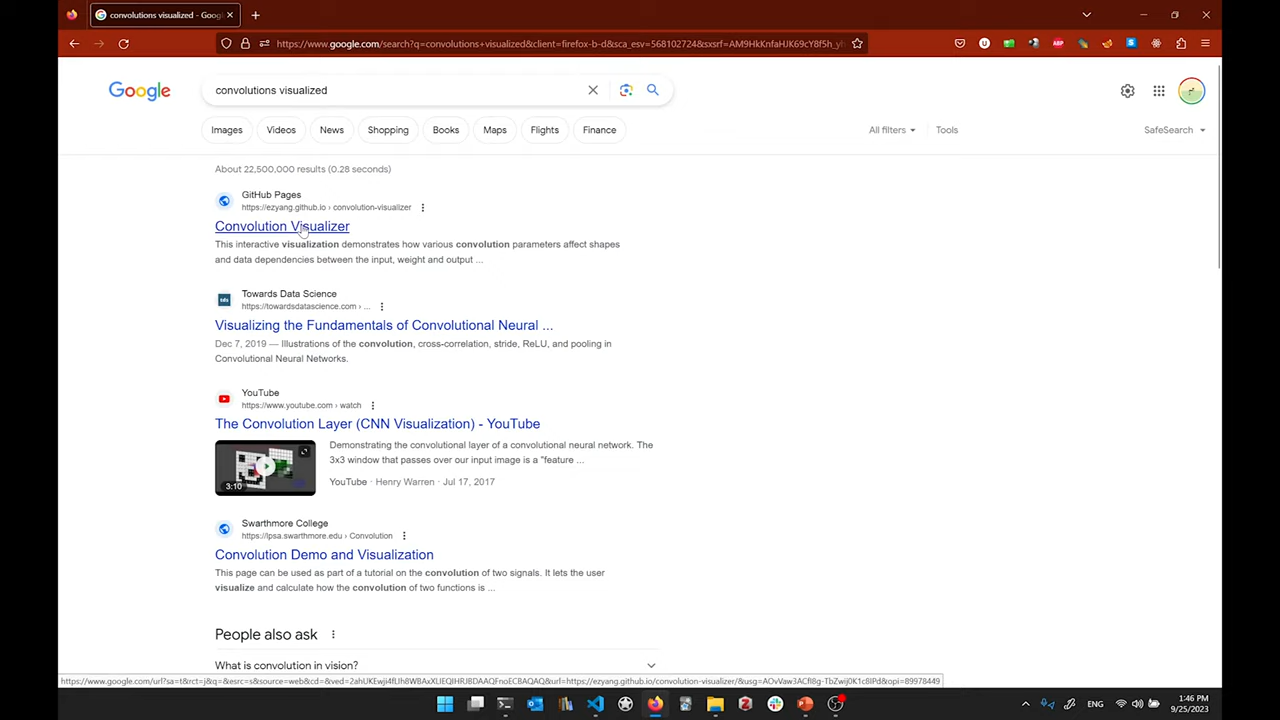 convolutions visualized - Goog
https://www.google.com/search?q=convolutions+visualized&client=firefox-b-d&sca_esv=568102724&sxsrf=
Google
convolutions visualized
Images Videos News Shopping Books Maps Flights Finance All filters Tools SafeSearch
About 22,500,000 results (0.28 seconds)
GitHub Pages
https://ezyang.github.io › convolution-visualizer
Convolution Visualizer
This interactive visualization demonstrates how various convolution parameters affect shapes
and data dependencies between the input, weight and output ...
Towards Data Science
https://towardsdatascience.com › ...
Visualizing the Fundamentals of Convolutional Neural ...
Dec 7, 2019 — Illustrations of the convolution, cross-correlation, stride, ReLU, and pooling in
Convolutional Neural Networks.
YouTube
https://www.youtube.com › watch
The Convolution Layer (CNN Visualization) - YouTube
3:10
Demonstrating the convolutional layer of a convolutional neural network. The
3x3 window that passes over our input image is a "feature ...
YouTube · Henry Warren · Jul 17, 2017
Swarthmore College
https://lpsa.swarthmore.edu › Convolution
Convolution Demo and Visualization
This page can be used as part of a tutorial on the convolution of two signals. It lets the user
visualize and calculate how the convolution of two functions is ...
People also ask
What is convolution in vision?
ENG
1:46 PM
9/25/2023